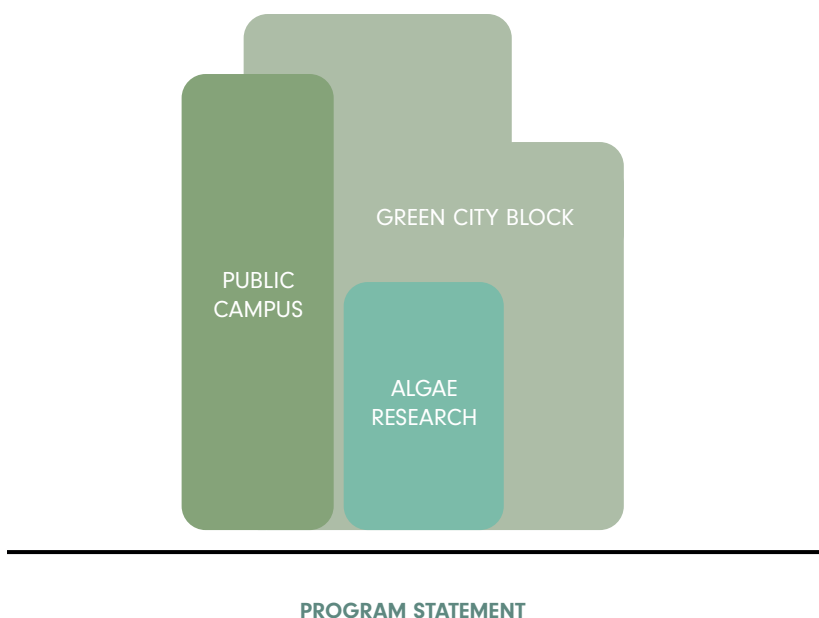 GREEN CITY BLOCK
PUBLIC
CAMPUS
ALGAE
RESEARCH
PROGRAM STATEMENT